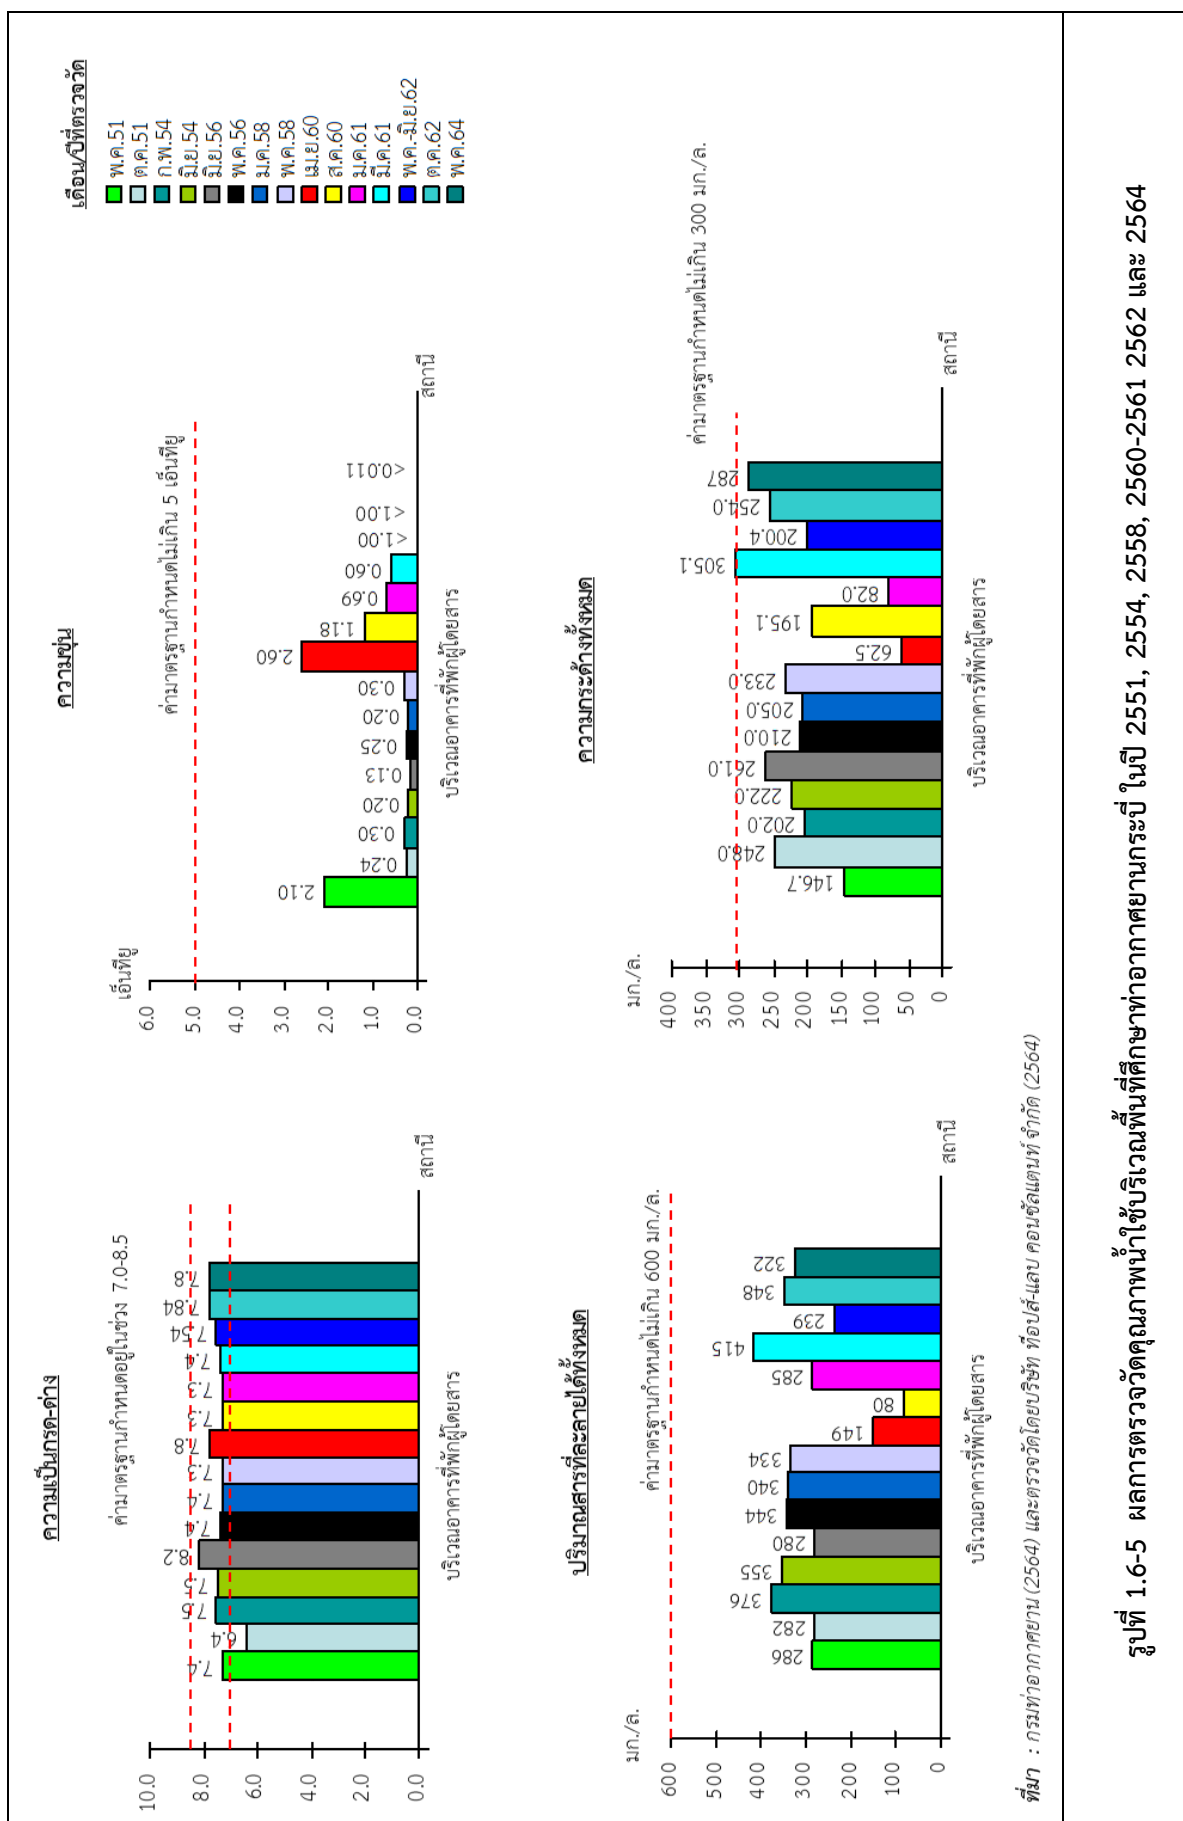 ความเป็นกรด-ด่าง
ค่ามาตรฐานกำหนดอยู่ในช่วง 7.0-8.5
10.0
8.0
6.0
4.0
2.0
0.0
7.4
6.4
7.5
8.2
7.4
7.4
7.3
7.8
7.3
7.3
7.4
7.54
7.84
7.8
สถานี
บริเวณอาคารที่พักผู้โดยสาร
ความขุ่น
เอ็นทียู
ค่ามาตรฐานกำหนดไม่เกิน 5 เอ็นทียู
6.0
5.0
4.0
3.0
2.0
1.0
0.0
2.10
0.24
0.30
0.20
0.13
0.25
0.20
0.30
2.60
1.18
0.69
0.60
<1.00
<1.00
<0.011
สถานี
บริเวณอาคารที่พักผู้โดยสาร
เดือน/ปีที่ตรวจวัด
พ.ค.51
ต.ค.51
ก.พ.54
มิ.ย.54
มิ.ย.56
พ.ค.56
ม.ค.58
พ.ค.58
เม.ย.60
ส.ค.60
ม.ค.61
มี.ค.61
พ.ค.-มิ.ย.62
ต.ค.62
พ.ค.64
ปริมาณสารที่ละลายได้ทั้งหมด
มก./ล.
ค่ามาตรฐานกำหนดไม่เกิน 600 มก./ล.
600
500
400
300
200
100
0
286
282
376
355
280
344
340
334
149
80
285
415
239
348
322
สถานี
บริเวณอาคารที่พักผู้โดยสาร
ความกระด้างทั้งหมด
มก./ล.
ค่ามาตรฐานกำหนดไม่เกิน 300 มก./ล.
400
350
300
250
200
150
100
50
0
146.7
248.0
202.0
222.0
261.0
210.0
205.0
233.0
62.5
195.1
82.0
305.1
200.4
254.0
287
สถานี
บริเวณอาคารที่พักผู้โดยสาร
ที่มา : กรมท่าอากาศยาน (2564) และตรวจวัดโดยบริษัท ท็อปส์-แลบ คอนซัลแตนท์ จำกัด (2564)
รูปที่ 1.6-5 ผลการตรวจวัดคุณภาพน้ำใช้บริเวณพื้นที่ศึกษาท่าอากาศยานกระบี่ ในปี 2551, 2554, 2558, 2560-2561 2562 และ 2564